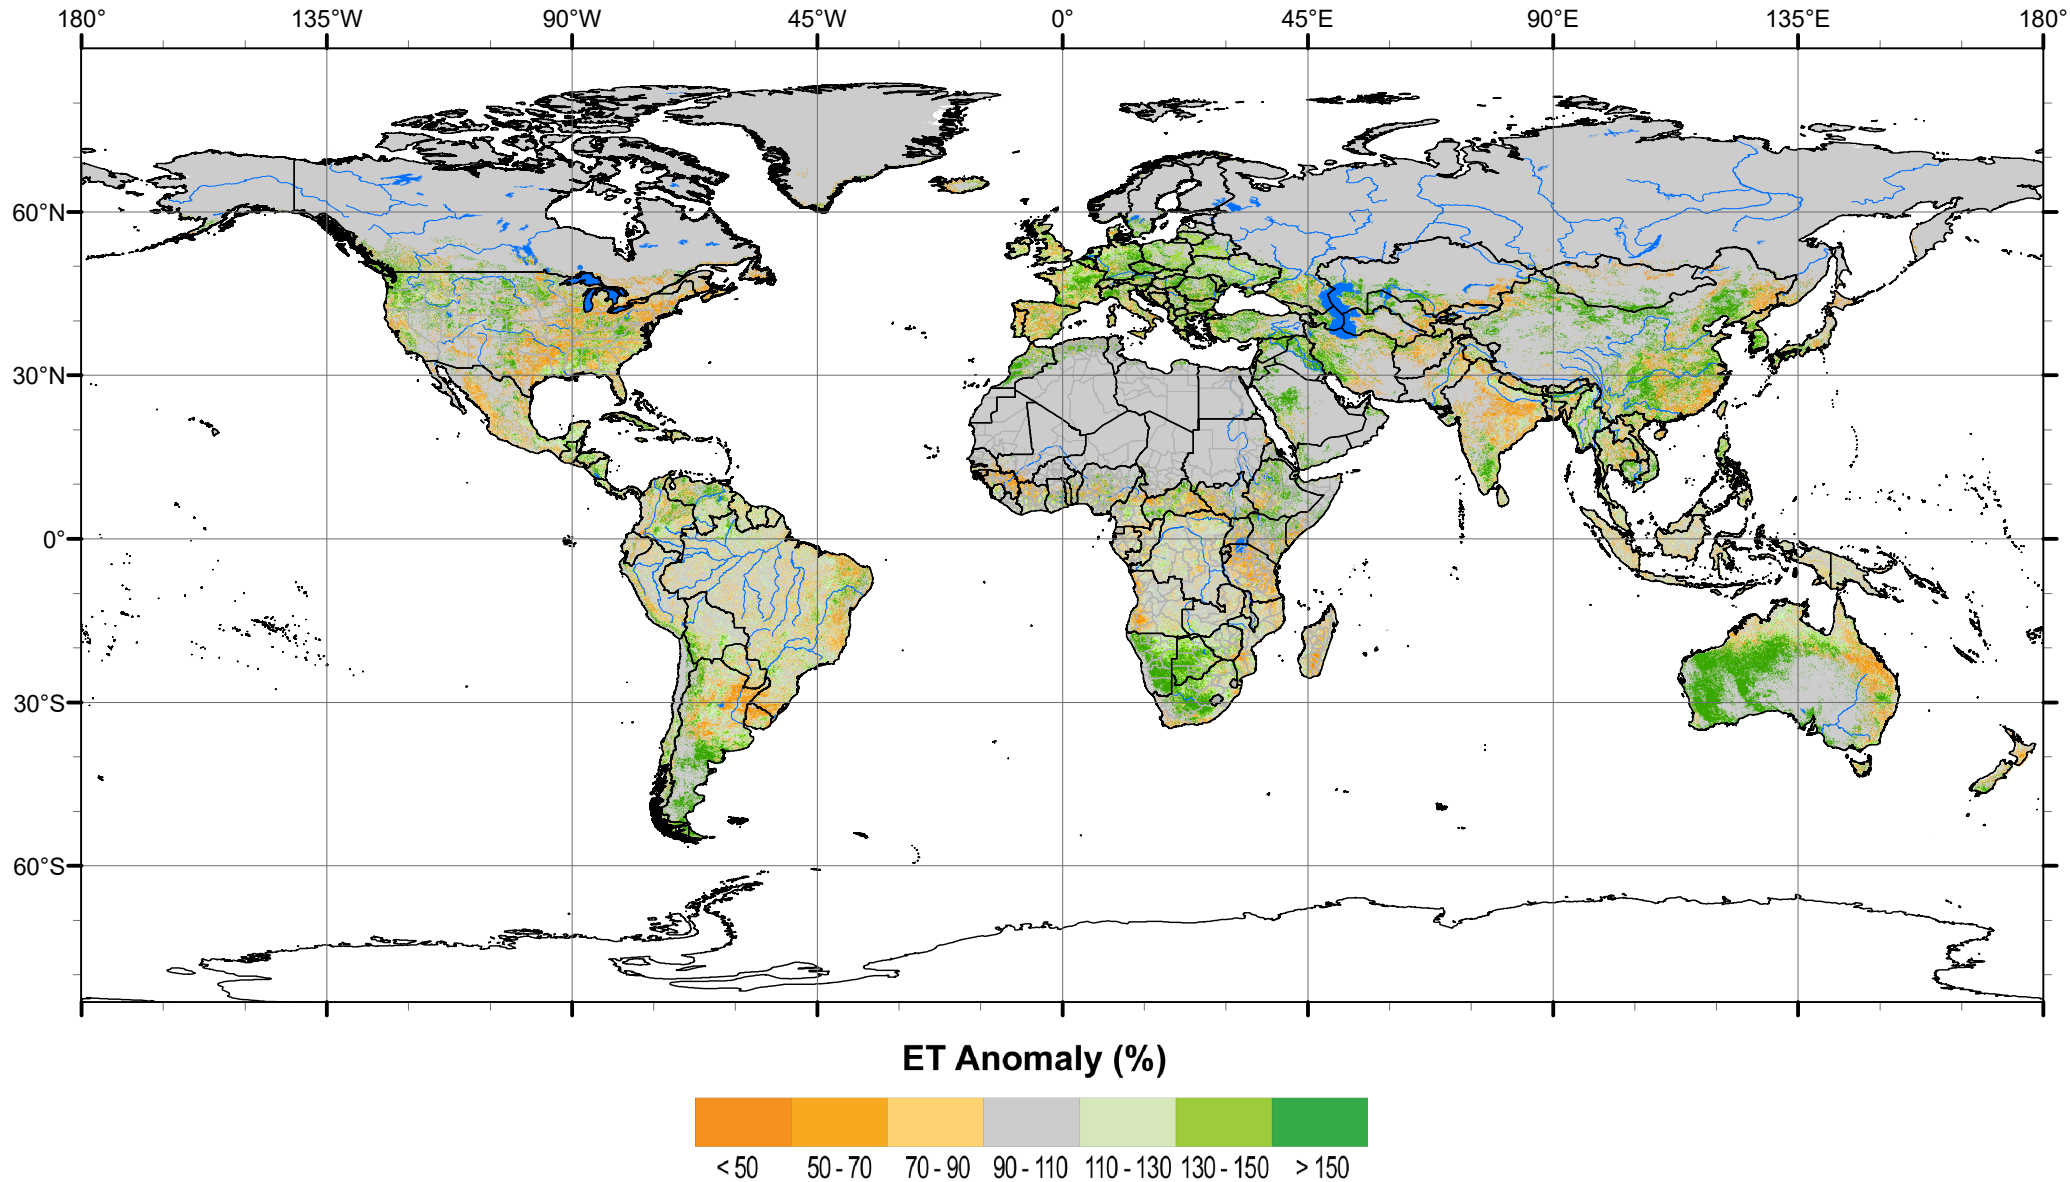 180° 135°W 90°W 45°W 0° 45°E 90°E 135°E 180°
60°N
30°N
0°
30°S
60°S
ET Anomaly (%)
< 50 50 - 70 70 - 90 90 - 110 110 - 130 130 - 150 > 150